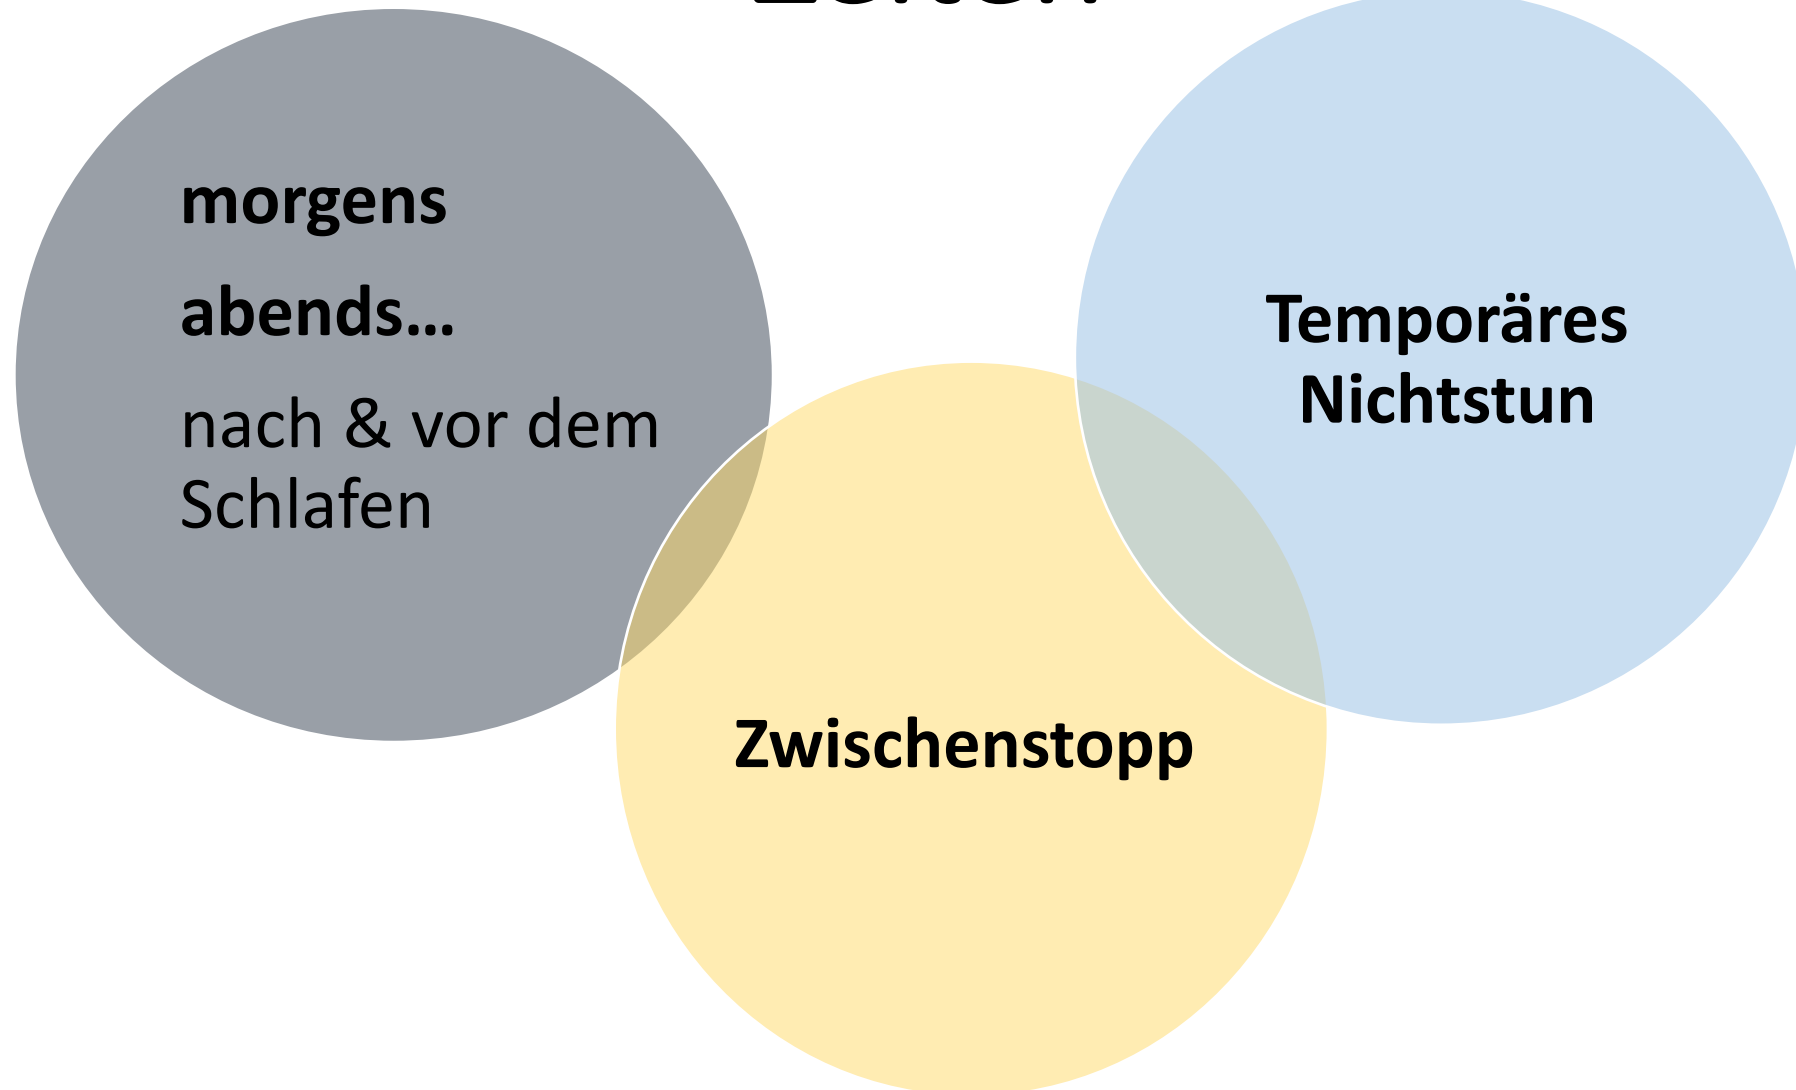 morgens
abends...
nach & vor dem
Schlafen
Temporäres
Nichtstun
Zwischenstopp